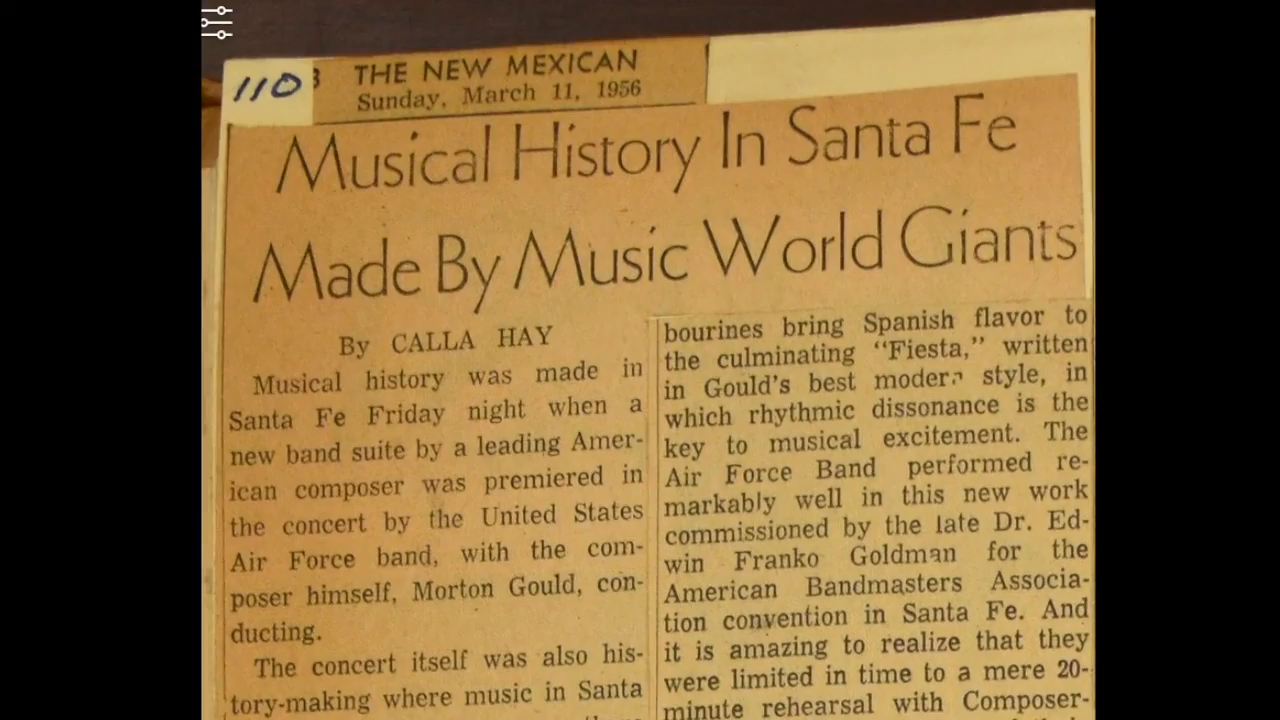 110
THE NEW MEXICAN
Sunday, March 11, 1956
Musical History In Santa Fe
Made By Music World Giants
By CALLA HAY
Musical history was made in
Santa Fe Friday night when a
new band suite by a leading Amer-
ican composer was premiered in
the concert by the United States
Air Force band, with the com-
poser himself, Morton Gould, con-
ducting.
The concert itself was also his-
tory-making where music in Santa
bourines bring Spanish flavor to
the culminating "Fiesta," written
in Gould's best modern style, in
which rhythmic dissonance is the
key to musical excitement. The
Air Force Band performed re-
markably well in this new work
commissioned by the late Dr. Ed-
win Franko Goldman for the
American Bandmasters Associa-
tion convention in Santa Fe. And
it is amazing to realize that they
were limited in time to a mere 20-
minute rehearsal with Composer-